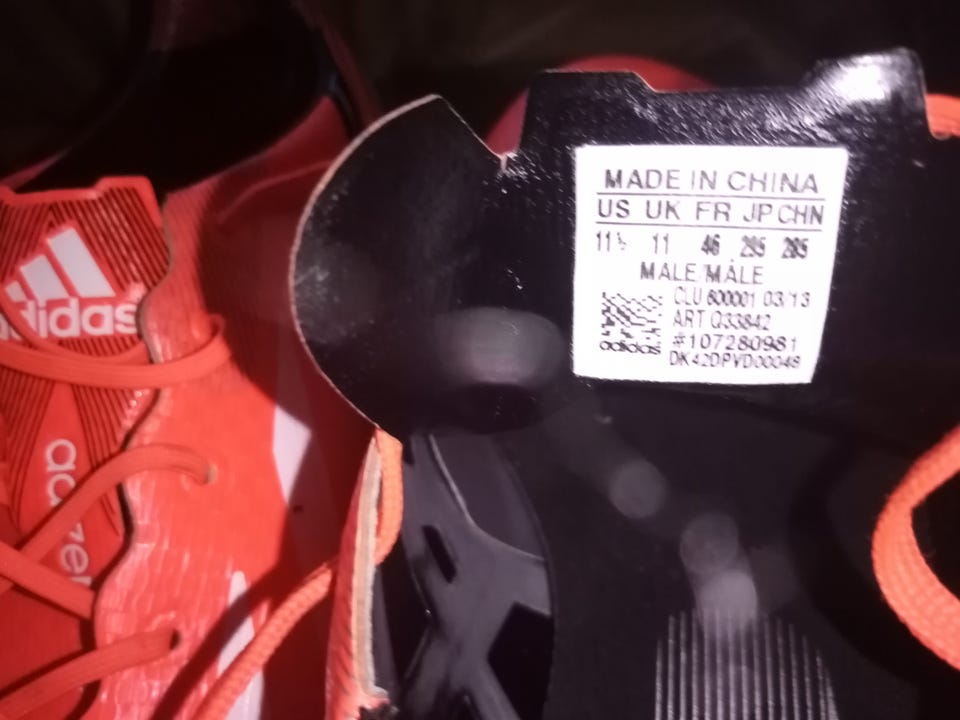 adidas
adize
MADE IN CHINA
US UK FR JP CHN
11½ 11 46 295 285
MALE/MÂLE
CLU 600001 03/13
ART Q33842
#107280981
adidas
DK42DPVD00048